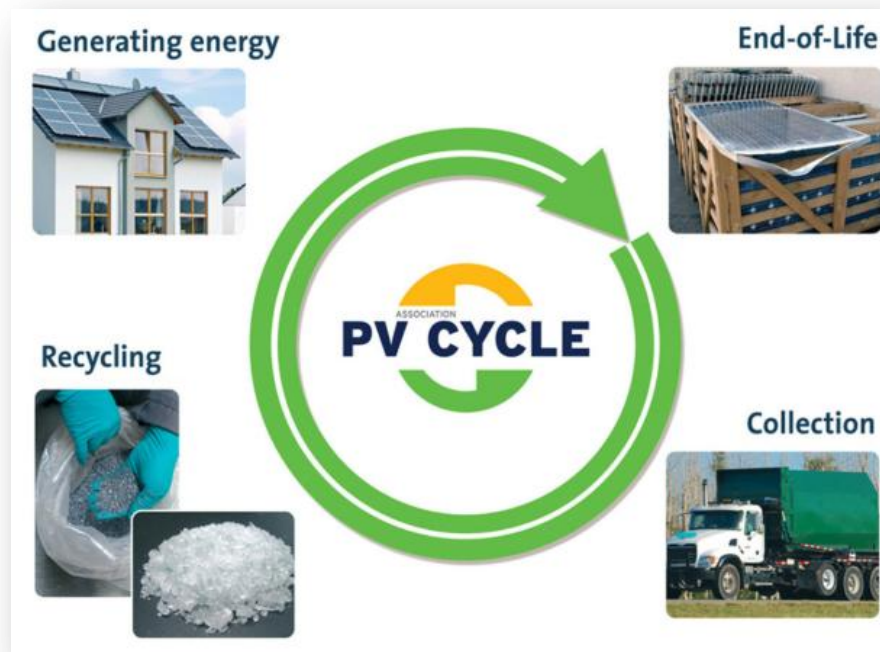 Generating energy
End-of-Life
ASSOCIATION
PV CYCLE
Recycling
Collection